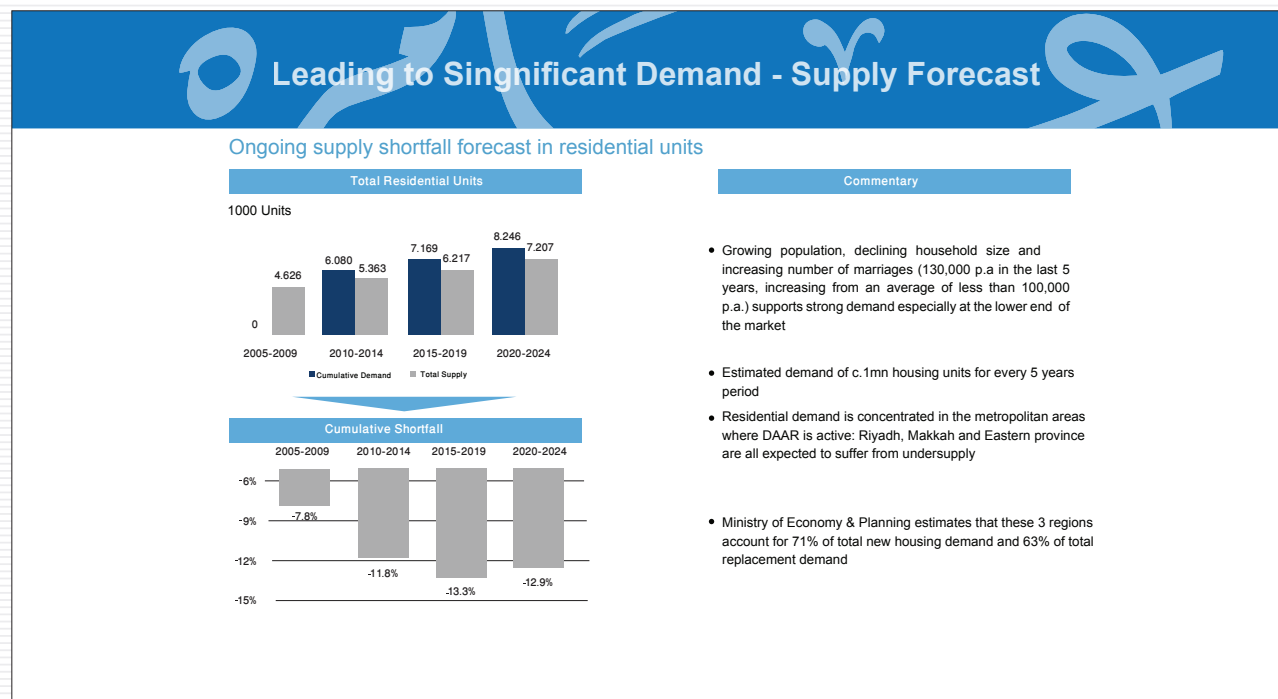 Leading to Singnificant Demand - Supply Forecast
Ongoing supply shortfall forecast in residential units
Total Residential Units
1000 Units
8.246
7.169
7.207
6.080
6.217
5.363
4.626
0
2005-2009 2010-2014 2015-2019 2020-2024
Cumulative Demand Total Supply
Cumulative Shortfall
2005-2009 2010-2014 2015-2019 2020-2024
-6%
-7.8%
-9%
-12%
-11.8%
-13.3%
-12.9%
-15%
Commentary
• Growing population, declining household size and
increasing number of marriages (130,000 p.a in the last 5
years, increasing from an average of less than 100,000
p.a.) supports strong demand especially at the lower end of
the market
• Estimated demand of c.1mn housing units for every 5 years
period
• Residential demand is concentrated in the metropolitan areas
where DAAR is active: Riyadh, Makkah and Eastern province
are all expected to suffer from undersupply
• Ministry of Economy & Planning estimates that these 3 regions
account for 71% of total new housing demand and 63% of total
replacement demand